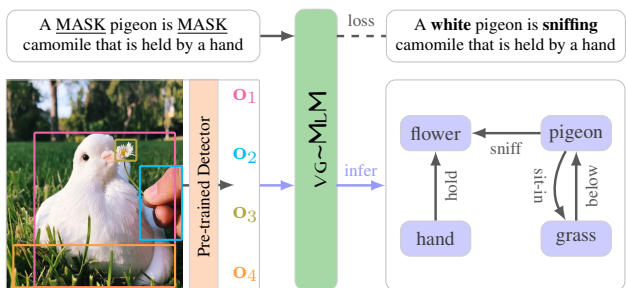 A MASK pigeon is MASK
camomile that is held by a hand
loss
A white pigeon is sniffing
camomile that is held by a hand
Pre-trained Detector
o1
o2
o3
o4
VG~MLM
infer
flower
pigeon
sniff
hold
sit-in
below
hand
grass